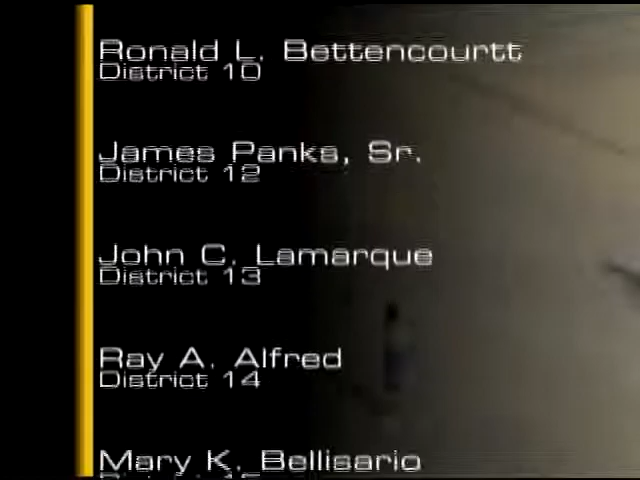 Ronald L. Bettencourtt
District 10
James Panks, Sr.
District 12
John C. Lamarque
District 13
Ray A. Alfred
District 14
Mary K. Bellisario